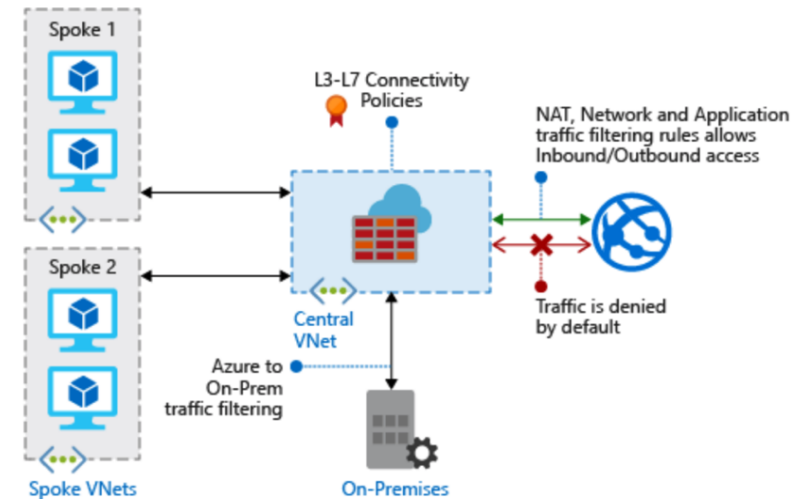 Spoke 1
L3-L7 Connectivity
Policies
NAT, Network and Application
traffic filtering rules allows
Inbound/Outbound access
Spoke 2
Central
VNet
Traffic is denied
by default
Azure to
On-Prem
traffic filtering
Spoke VNets
On-Premises